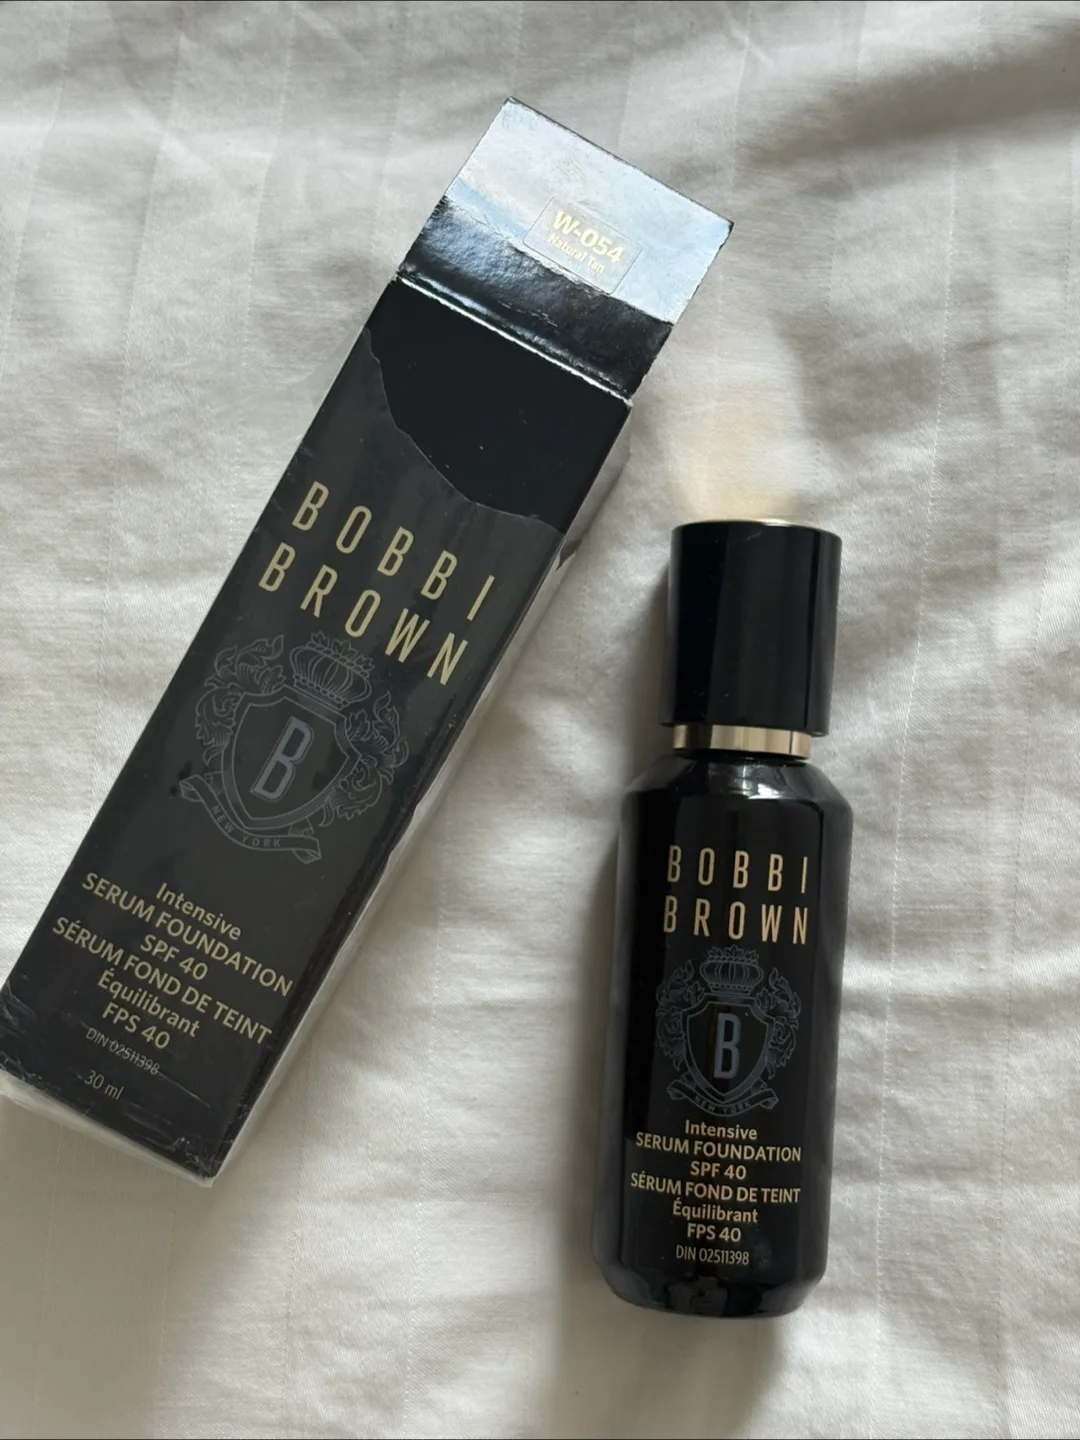 W-054
Natural Tan
BOBBI
BROWN
B
NEW YORK
Intensive
SERUM FOUNDATION
SPF 40
SÉRUM FOND DE TEINT
Équilibrant
FPS 40
DIN 02511398
30 ml
BOBBI
BROWN
B
NEW YORK
Intensive
SERUM FOUNDATION
SPF 40
SÉRUM FOND DE TEINT
Équilibrant
FPS 40
DIN 02511398